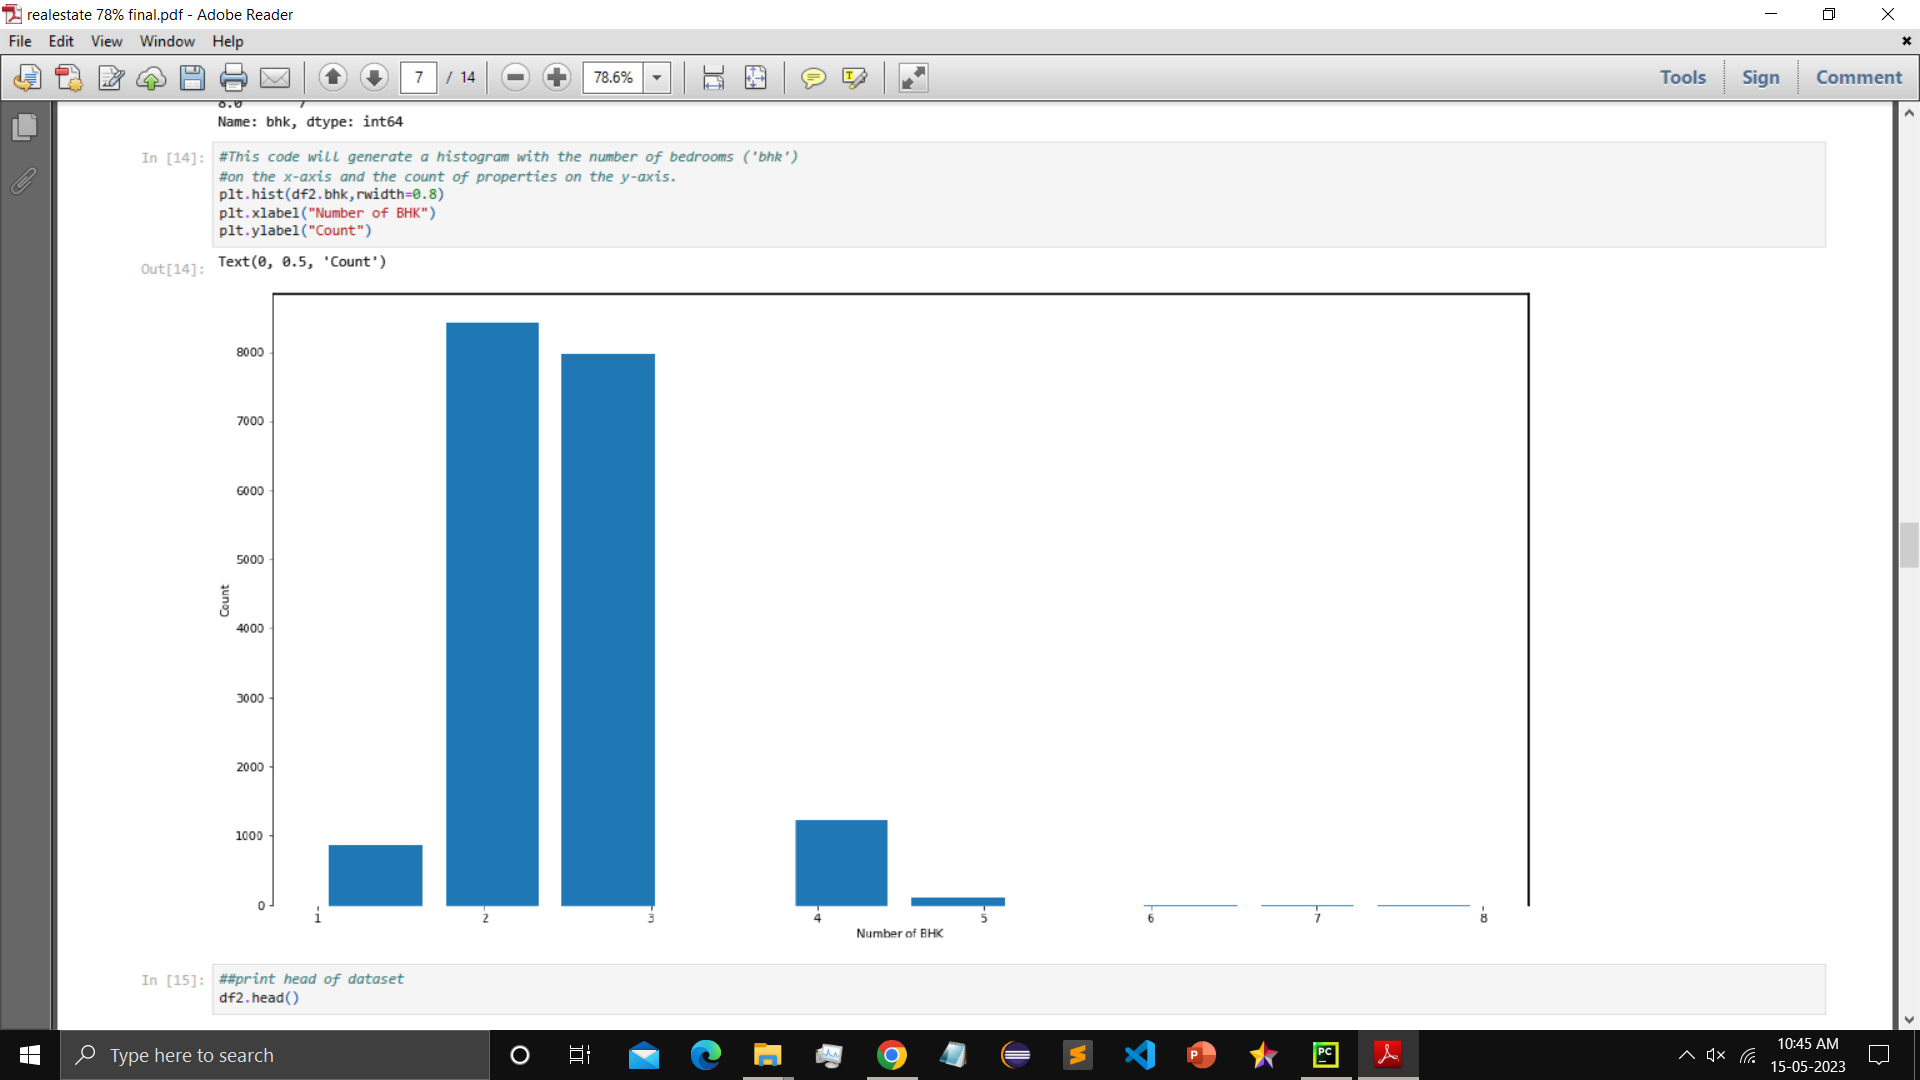 realestate 78% final.pdf - Adobe Reader
File Edit View Window Help
7 / 14 78.6% Tools Sign Comment
8.0 7
Name: bhk, dtype: int64
In [14]: #This code will generate a histogram with the number of bedrooms ('bhk')
#on the x-axis and the count of properties on the y-axis.
plt.hist(df2.bhk,rwidth=0.8)
plt.xlabel("Number of BHK")
plt.ylabel("Count")
Out[14]: Text(0, 0.5, 'Count')
8000
7000
6000
5000
Count
4000
3000
2000
1000
0
1 2 3 4 5 6 7 8
Number of BHK
In [15]: ##print head of dataset
df2.head()
Type here to search
10:45 AM
15-05-2023